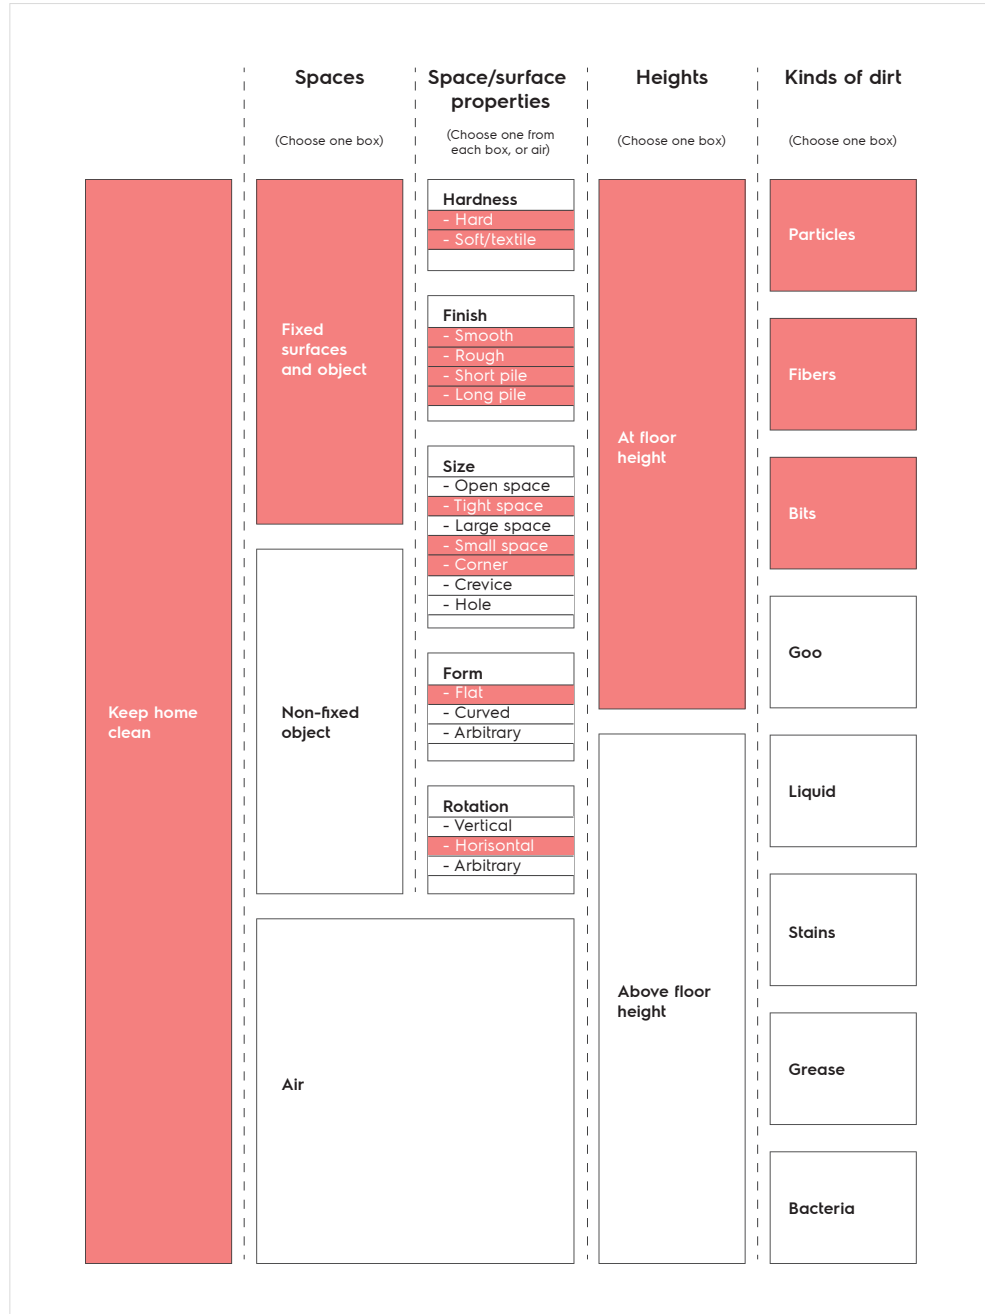 Spaces
(Choose one box)
Space/surface
properties
(Choose one from
each box, or air)
Heights
(Choose one box)
Kinds of dirt
(Choose one box)
Keep home
clean
Fixed
surfaces
and object
Non-fixed
object
Air
Hardness
- Hard
- Soft/textile
Finish
- Smooth
- Rough
- Short pile
- Long pile
Size
- Open space
- Tight space
- Large space
- Small space
- Corner
- Crevice
- Hole
Form
- Flat
- Curved
- Arbitrary
Rotation
- Vertical
- Horisontal
- Arbitrary
At floor
height
Above floor
height
Particles
Fibers
Bits
Goo
Liquid
Stains
Grease
Bacteria